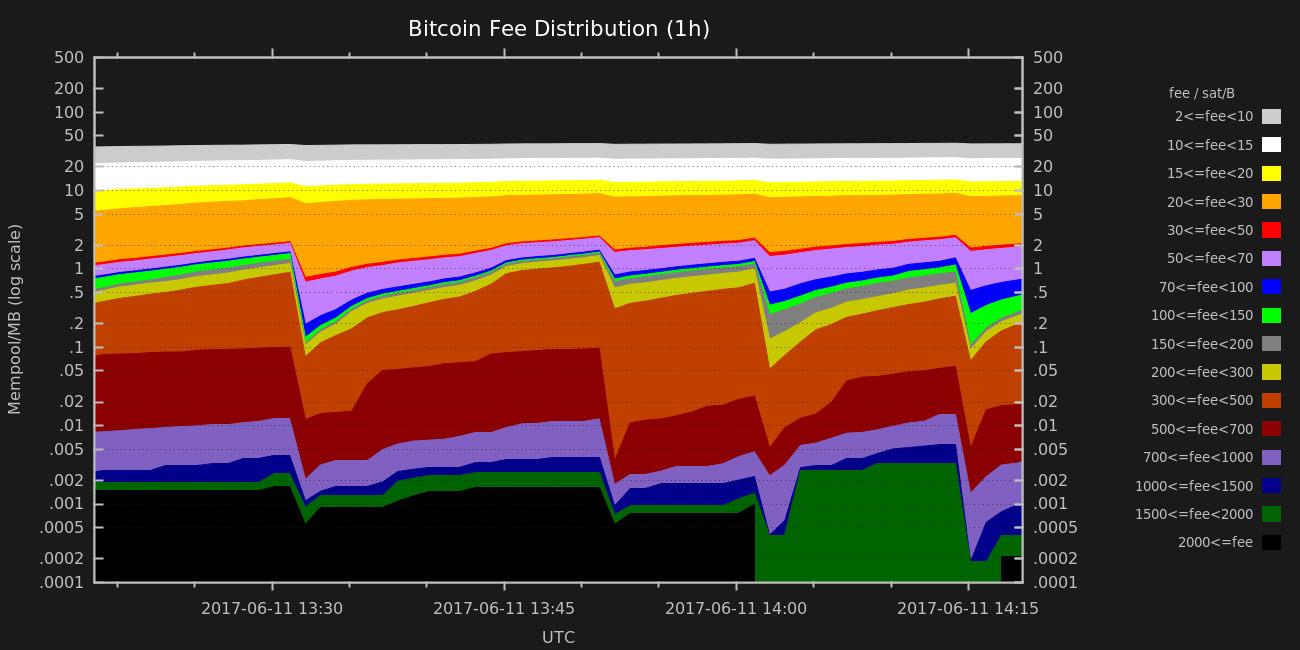 Bitcoin Fee Distribution (1h)
Mempool/MB (log scale)
500
200
100
50
20
10
5
2
1
.5
.2
.1
.05
.02
.01
.005
.002
.001
.0005
.0002
.0001
500
200
100
50
20
10
5
2
1
.5
.2
.1
.05
.02
.01
.005
.002
.001
.0005
.0002
.0001
2017-06-11 13:30
2017-06-11 13:45
2017-06-11 14:00
2017-06-11 14:15
UTC
fee / sat/B
2<=fee<10
10<=fee<15
15<=fee<20
20<=fee<30
30<=fee<50
50<=fee<70
70<=fee<100
100<=fee<150
150<=fee<200
200<=fee<300
300<=fee<500
500<=fee<700
700<=fee<1000
1000<=fee<1500
1500<=fee<2000
2000<=fee